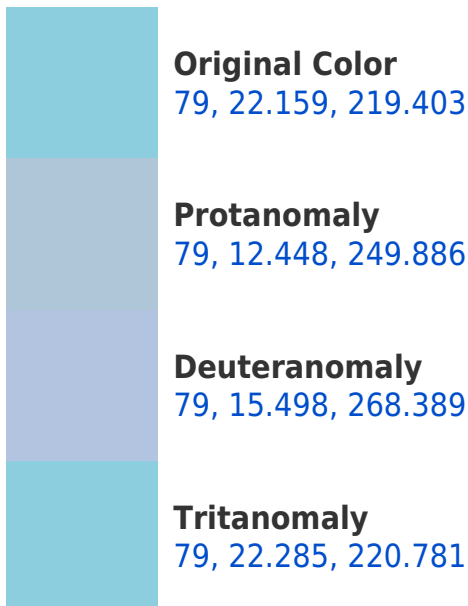 Original Color
79, 22.159, 219.403
Protanomaly
79, 12.448, 249.886
Deuteranomaly
79, 15.498, 268.389
Tritanomaly
79, 22.285, 220.781